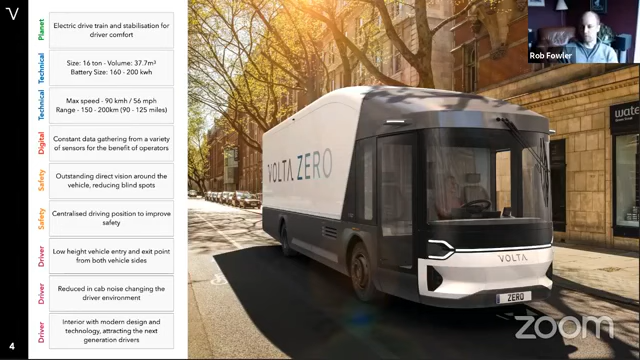 V
Planet
Electric drive train and stabilisation for
driver comfort
Technical
Size: 16 ton - Volume: 37.7m³
Battery Size: 160 - 200 kwh
Technical
Max speed - 90 kmh / 56 mph
Range - 150 - 200km (90 - 125 miles)
Digital
Constant data gathering from a variety
of sensors for the benefit of operators
Safety
Outstanding direct vision around the
vehicle, reducing blind spots
Safety
Centralised driving position to improve
safety
Driver
Low height vehicle entry and exit point
from both vehicle sides
Driver
Reduced in cab noise changing the
driver environment
Driver
Interior with modern design and
technology, attracting the next
generation drivers
4
VOLTA ZERO
VOLTA
ZERO
wate
Rob Fowler
zoom